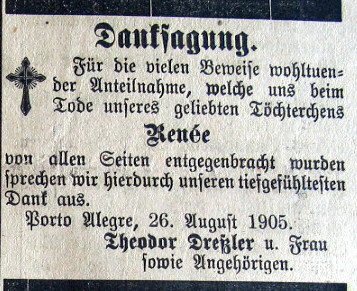 Danksagung.
Für die vielen Beweise wohltuen-
der Anteilnahme, welche uns beim
Tode unseres geliebten Töchterchens
Renée
von allen Seiten entgegenbracht wurden
sprechen wir hierdurch unseren tiefgefühltesten
Dank aus.
Porto Alegre, 26. August 1905.
Theodor Dreßler u. Frau
sowie Angehörigen.